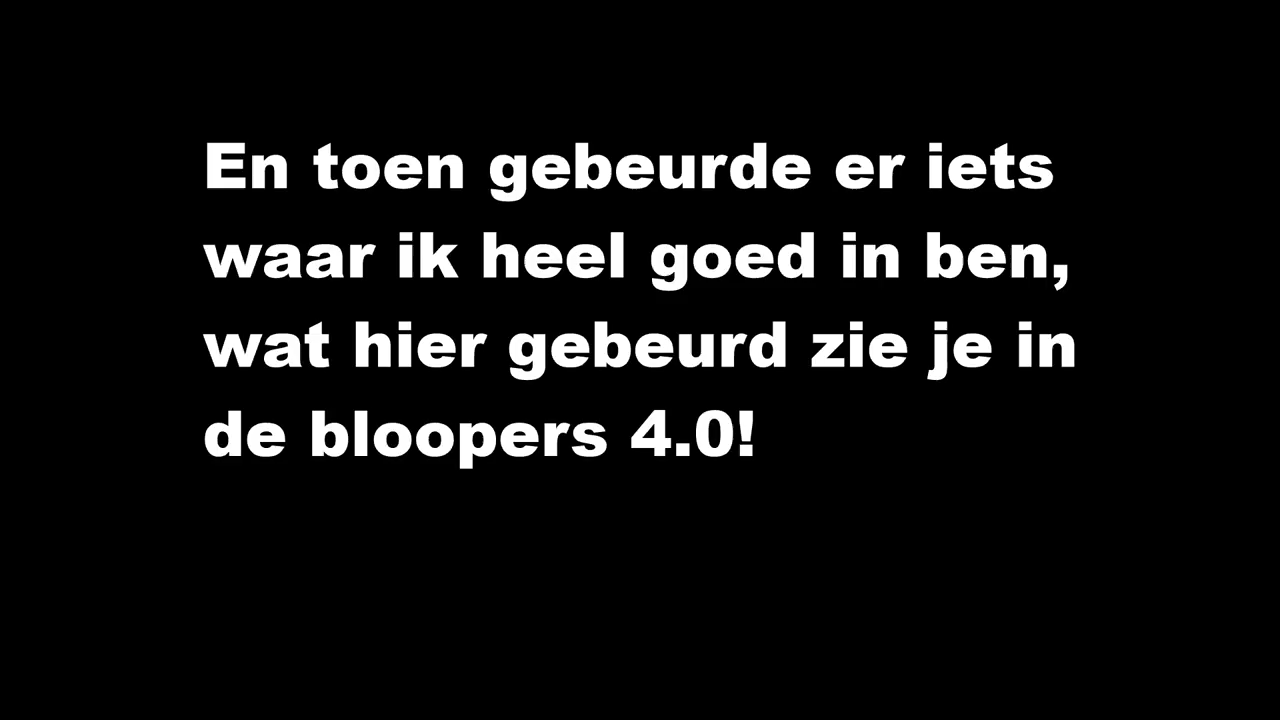 En toen gebeurde er iets
waar ik heel goed in ben,
wat hier gebeurd zie je in
de bloopers 4.0!